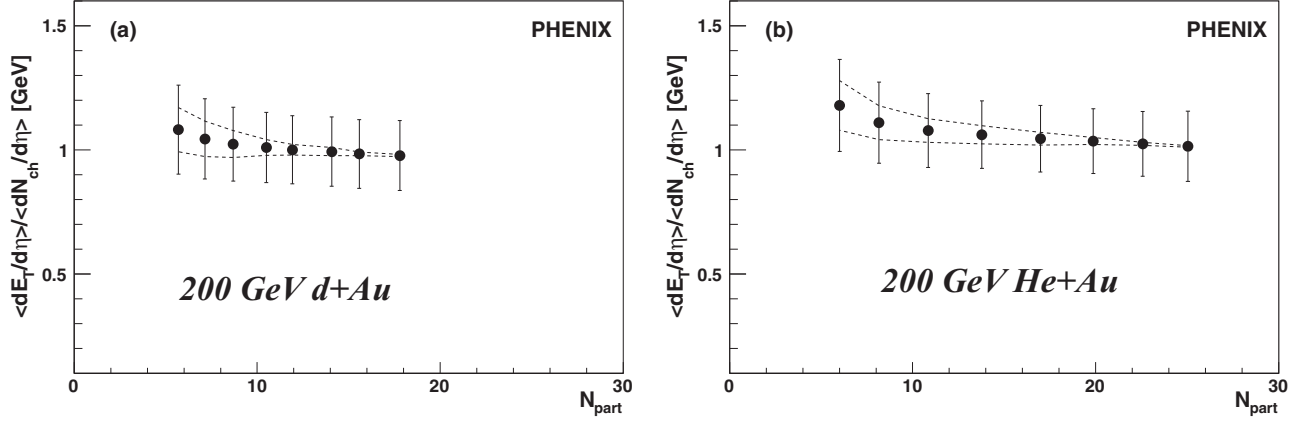 (a)
PHENIX
<dE_T/dη>/<dN_ch/dη> [GeV]
1.5
1
0.5
200 GeV d+Au
0 10 20 30
N_part
(b)
PHENIX
<dE_T/dη>/<dN_ch/dη> [GeV]
1.5
1
0.5
200 GeV He+Au
0 10 20 30
N_part